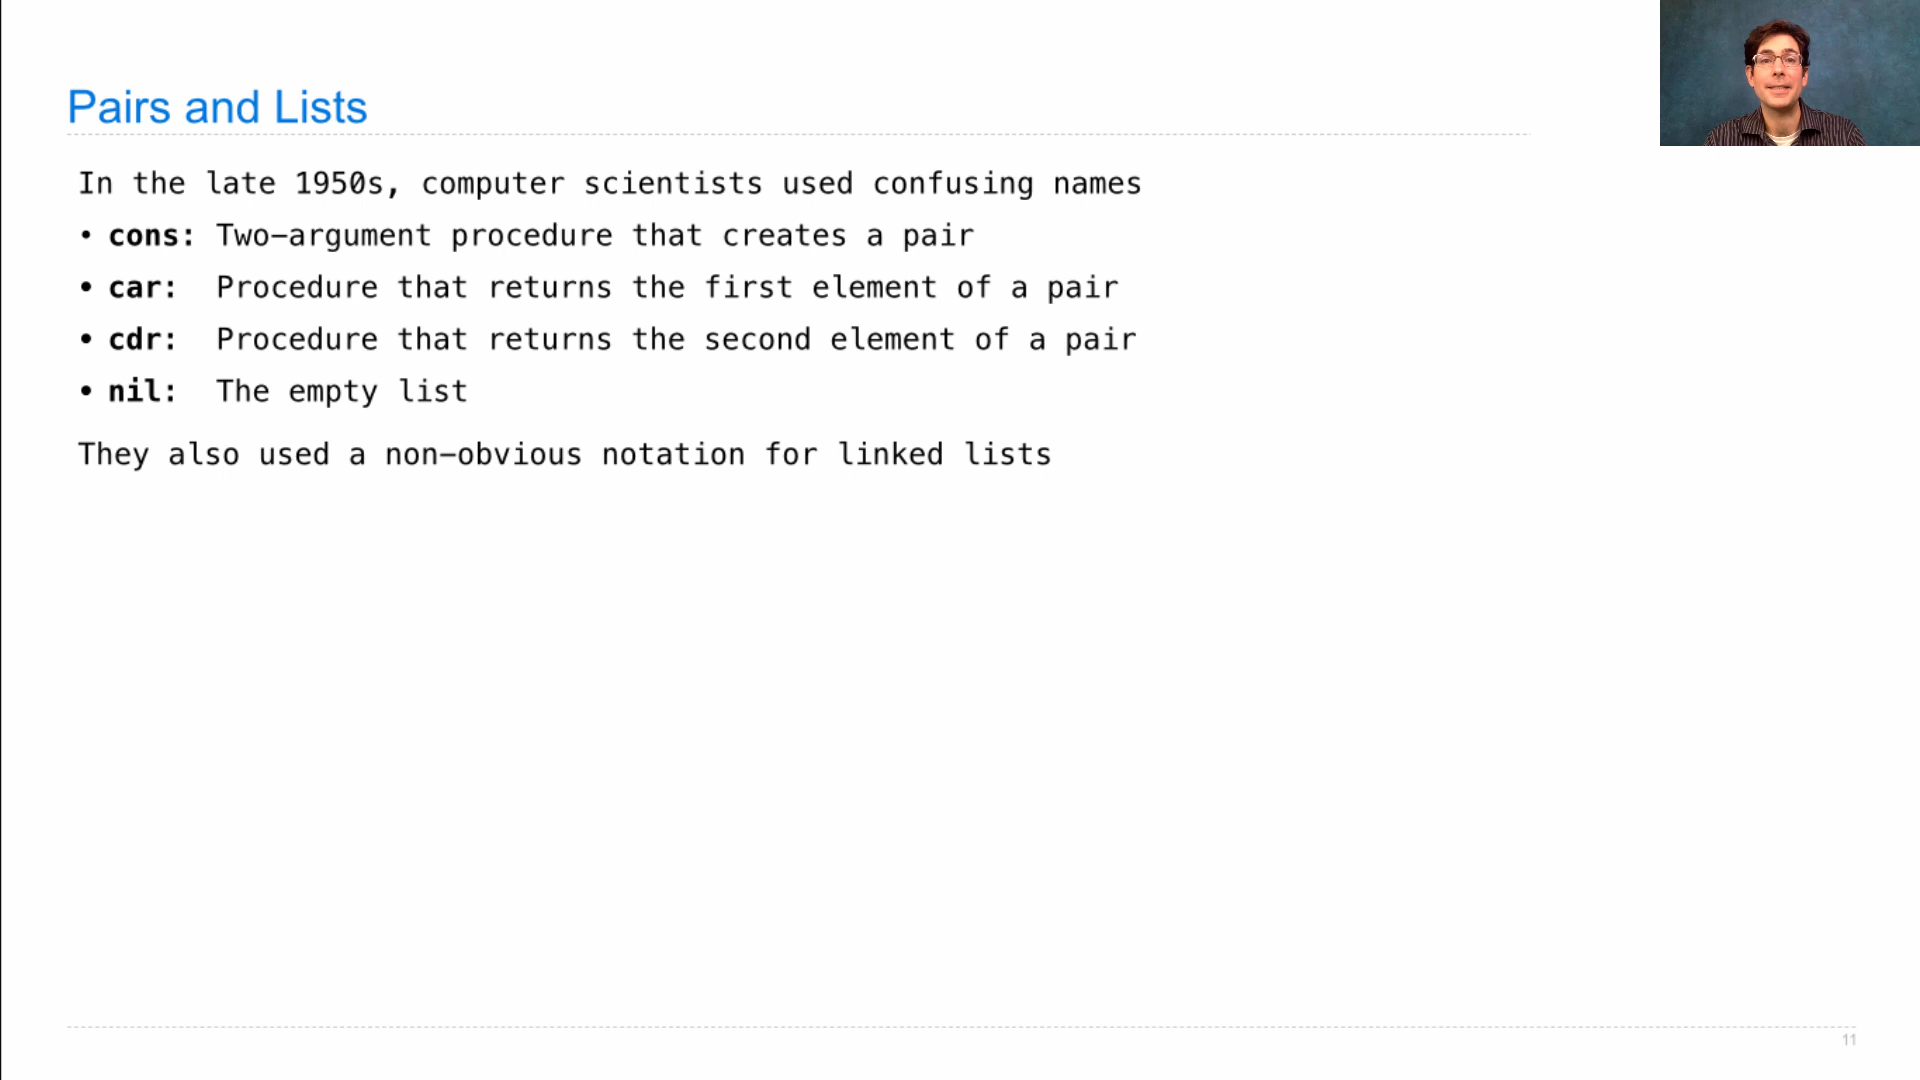 Pairs and Lists
In the late 1950s, computer scientists used confusing names
• cons: Two-argument procedure that creates a pair
• car: Procedure that returns the first element of a pair
• cdr: Procedure that returns the second element of a pair
• nil: The empty list
They also used a non-obvious notation for linked lists
11